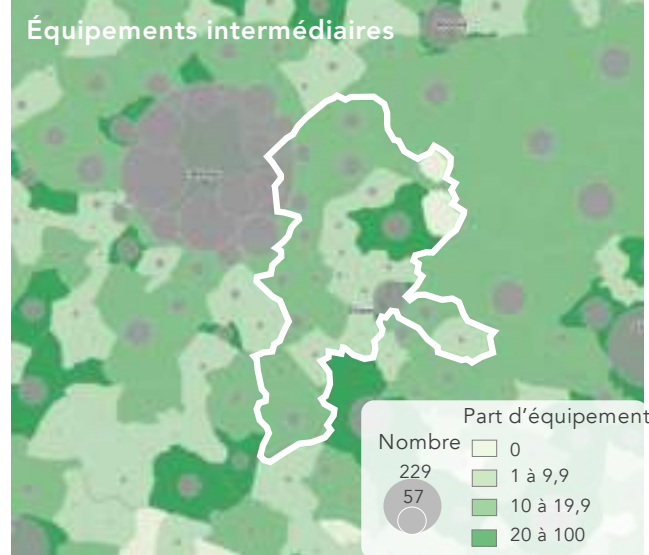 Équipements intermédiaires
Part d'équipement
Nombre
229
57
0
1 à 9,9
10 à 19,9
20 à 100